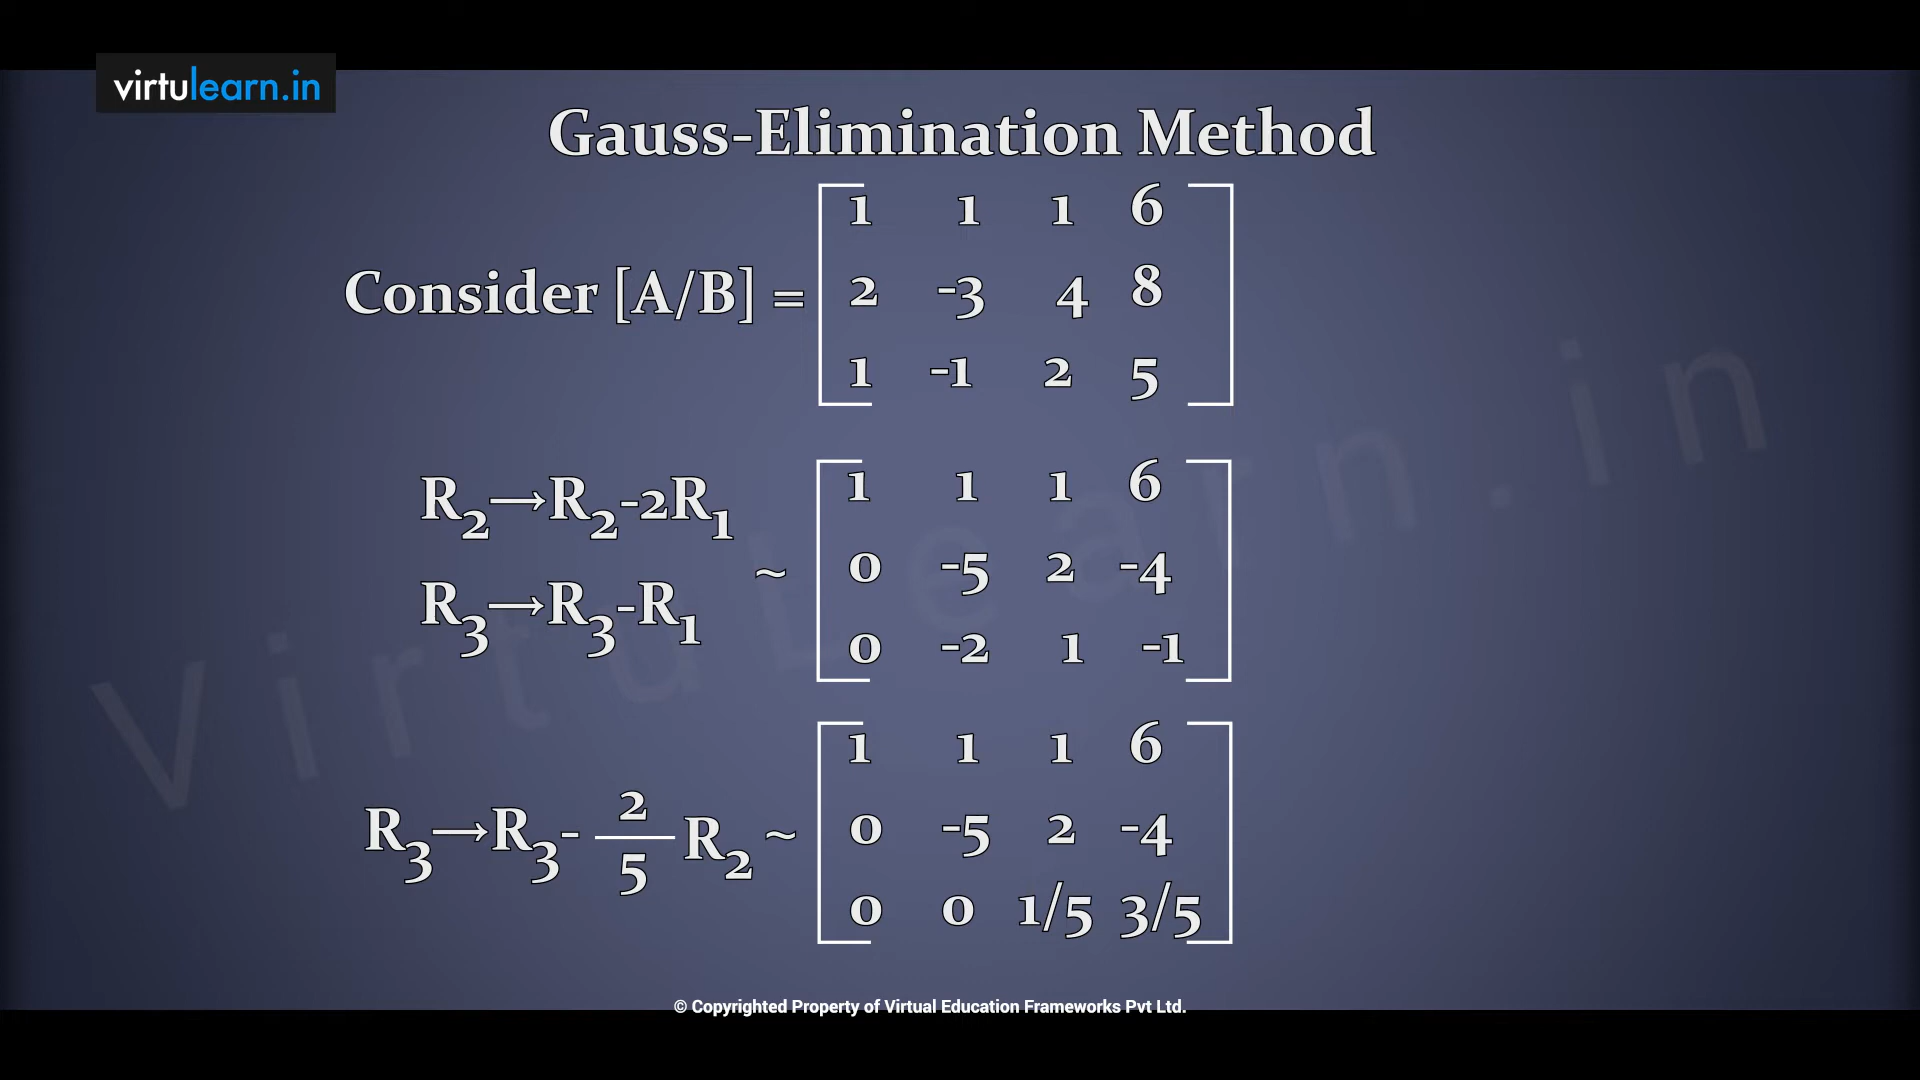 virtulearn.in
Gauss-Elimination Method
Consider [A/B] =
1 1 1 6
2 -3 4 8
1 -1 2 5
R₂→R₂-2R₁
R₃→R₃-R₁
~
1 1 1 6
0 -5 2 -4
0 -2 1 -1
R₃→R₃- 2/5 R₂ ~
1 1 1 6
0 -5 2 -4
0 0 1/5 3/5
VirtuLearn.in
© Copyrighted Property of Virtual Education Frameworks Pvt Ltd.